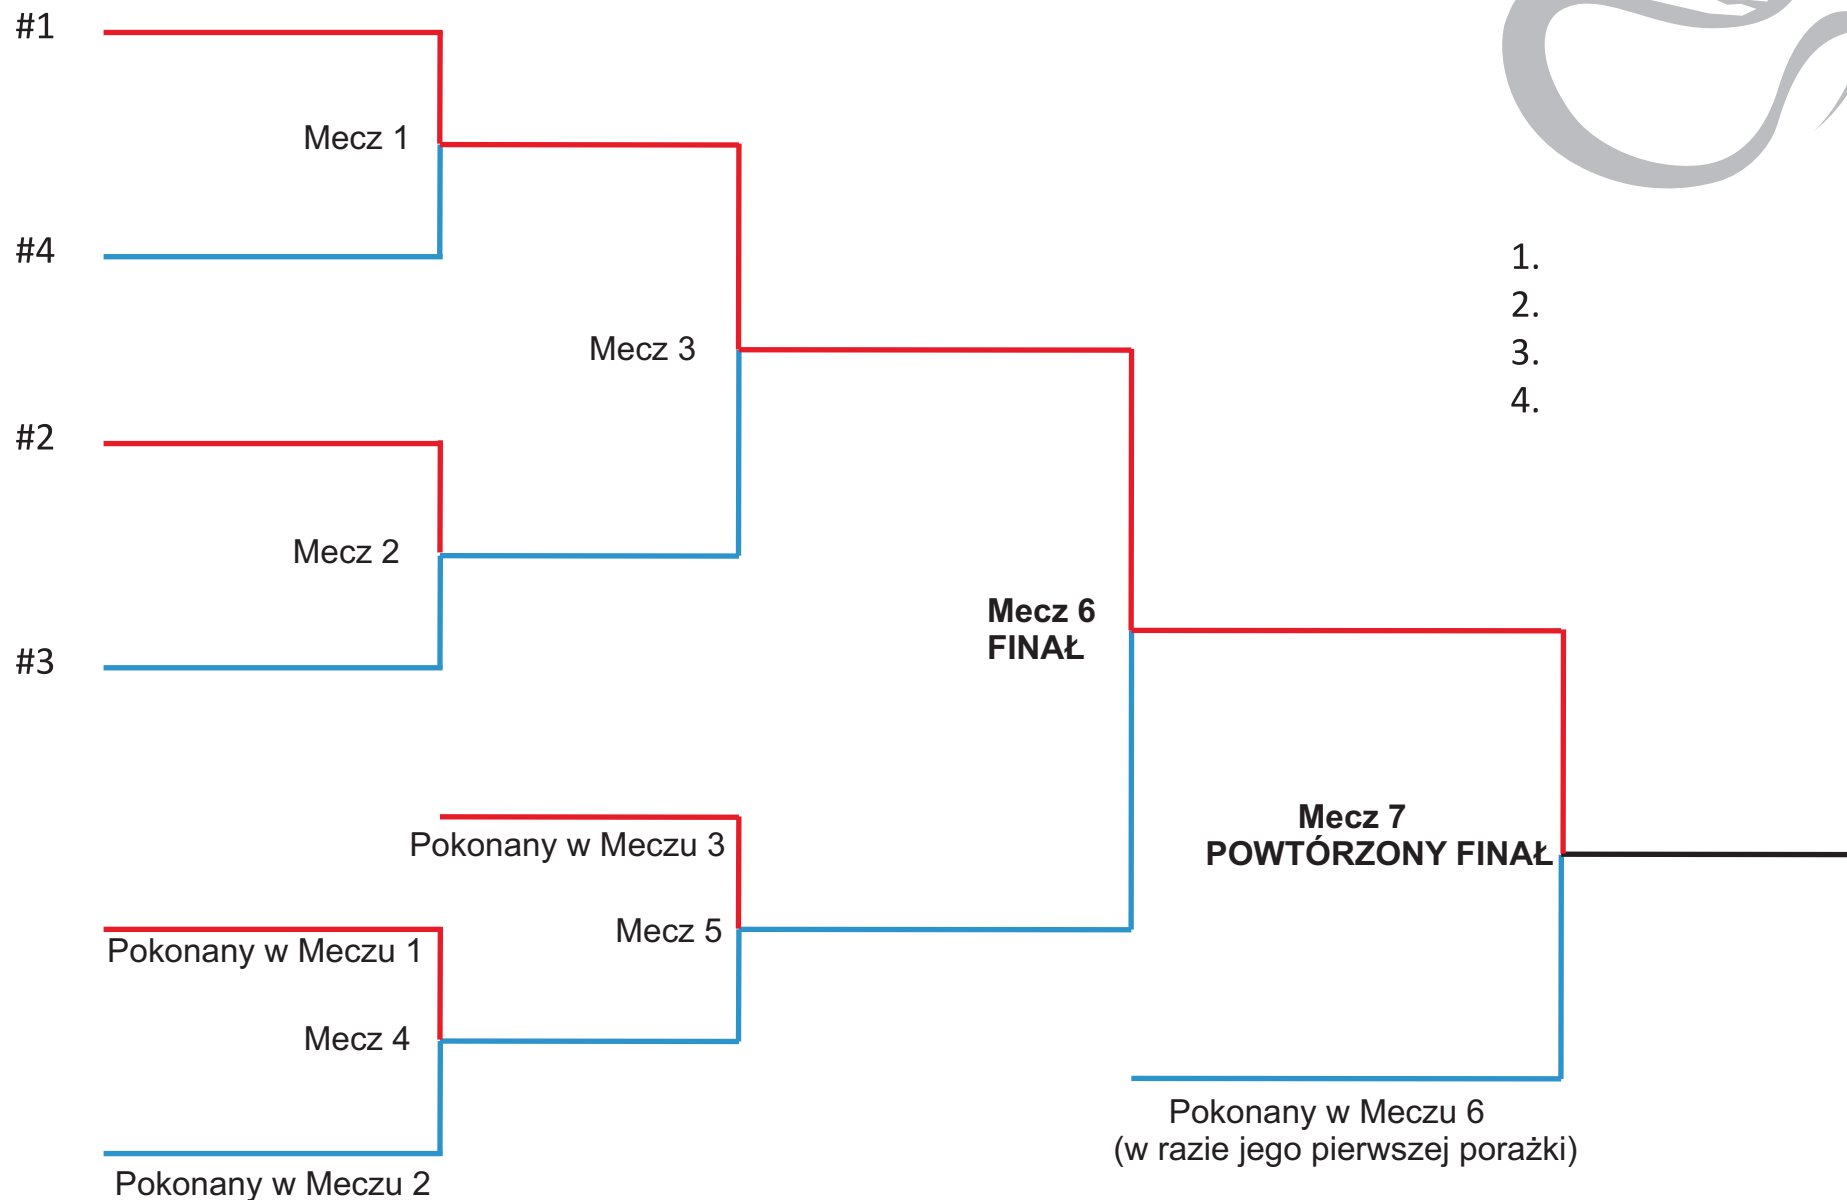 #1
Mecz 1
#4
1.
2.
Mecz 3
3.
4.
#2
Mecz 2
Mecz 6
FINAŁ
#3
Mecz 7
Pokonany w Meczu 3
POWTÓRZONY FINAŁ
Mecz 5
Pokonany w Meczu 1
Mecz 4
Pokonany w Meczu 6
(w razie jego pierwszej porażki)
Pokonany w Meczu 2